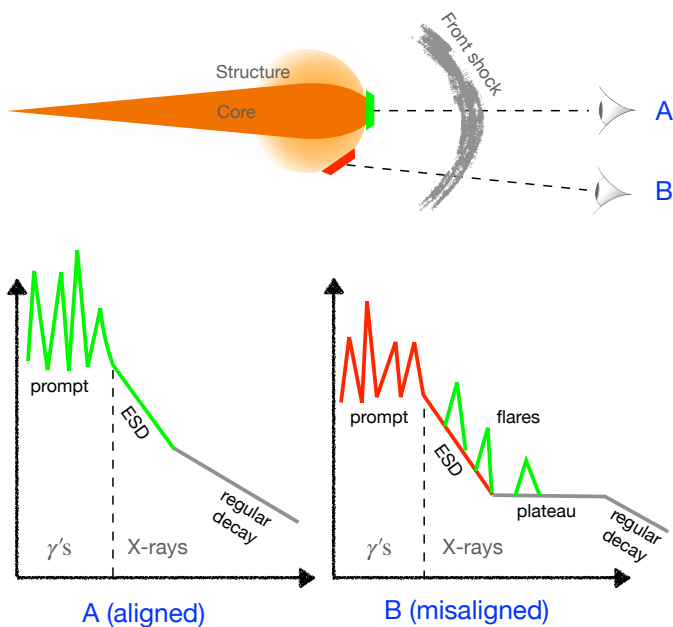 Structure
Core
Front shock
A
B
prompt
ESD
regular
decay
γ's
X-rays
A (aligned)
prompt
ESD
flares
plateau
regular
decay
γ's
X-rays
B (misaligned)